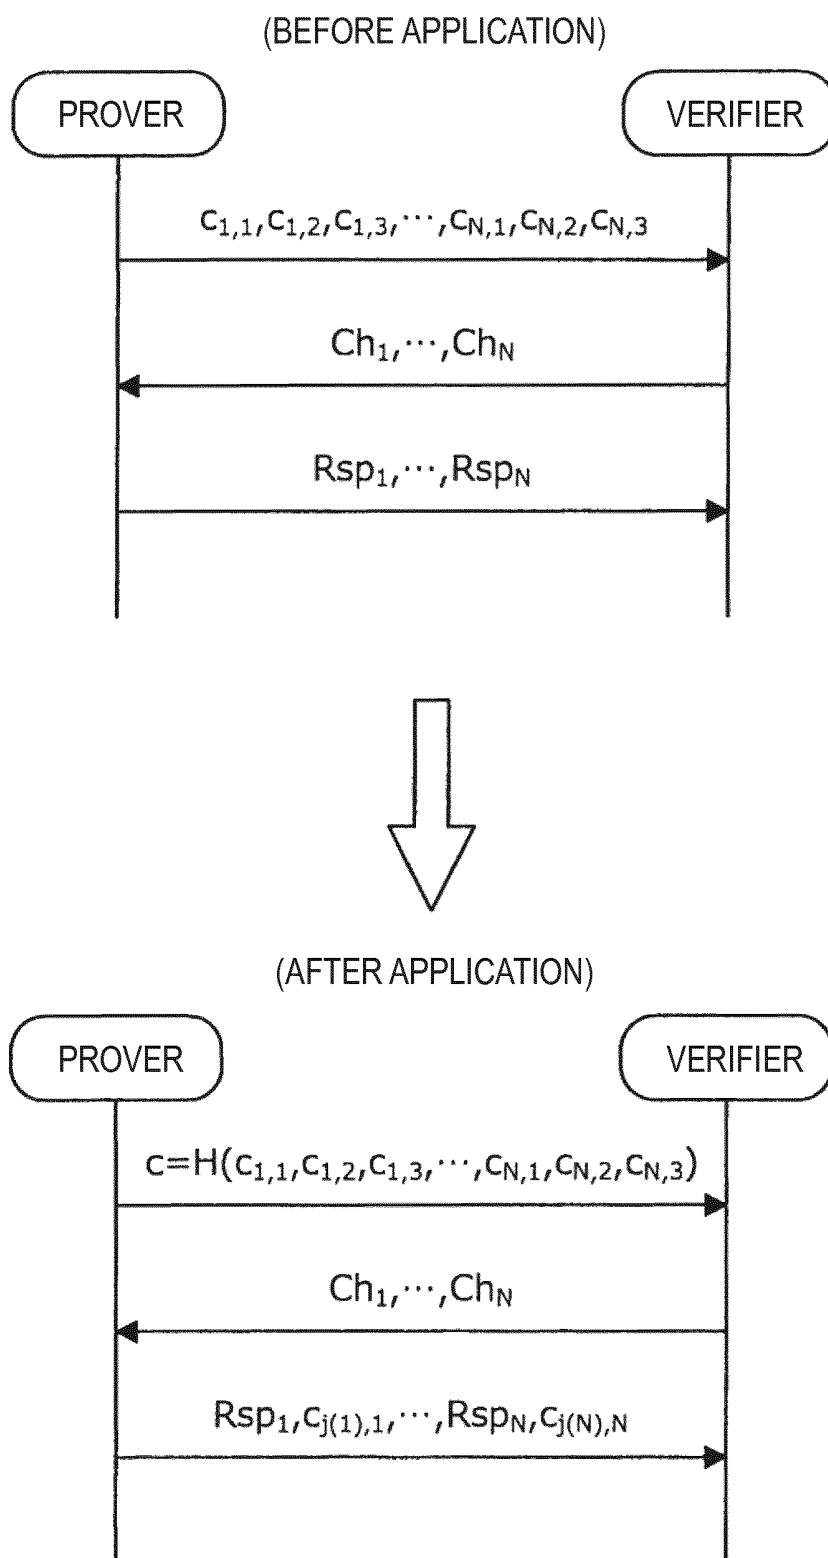 (BEFORE APPLICATION)
PROVER VERIFIER
c1,1,c1,2,c1,3,⋯,cN,1,cN,2,cN,3
Ch1,⋯,ChN
Rsp1,⋯,RspN
(AFTER APPLICATION)
PROVER VERIFIER
c=H(c1,1,c1,2,c1,3,⋯,cN,1,cN,2,cN,3)
Ch1,⋯,ChN
Rsp1,cj(1),1,⋯,RspN,cj(N),N